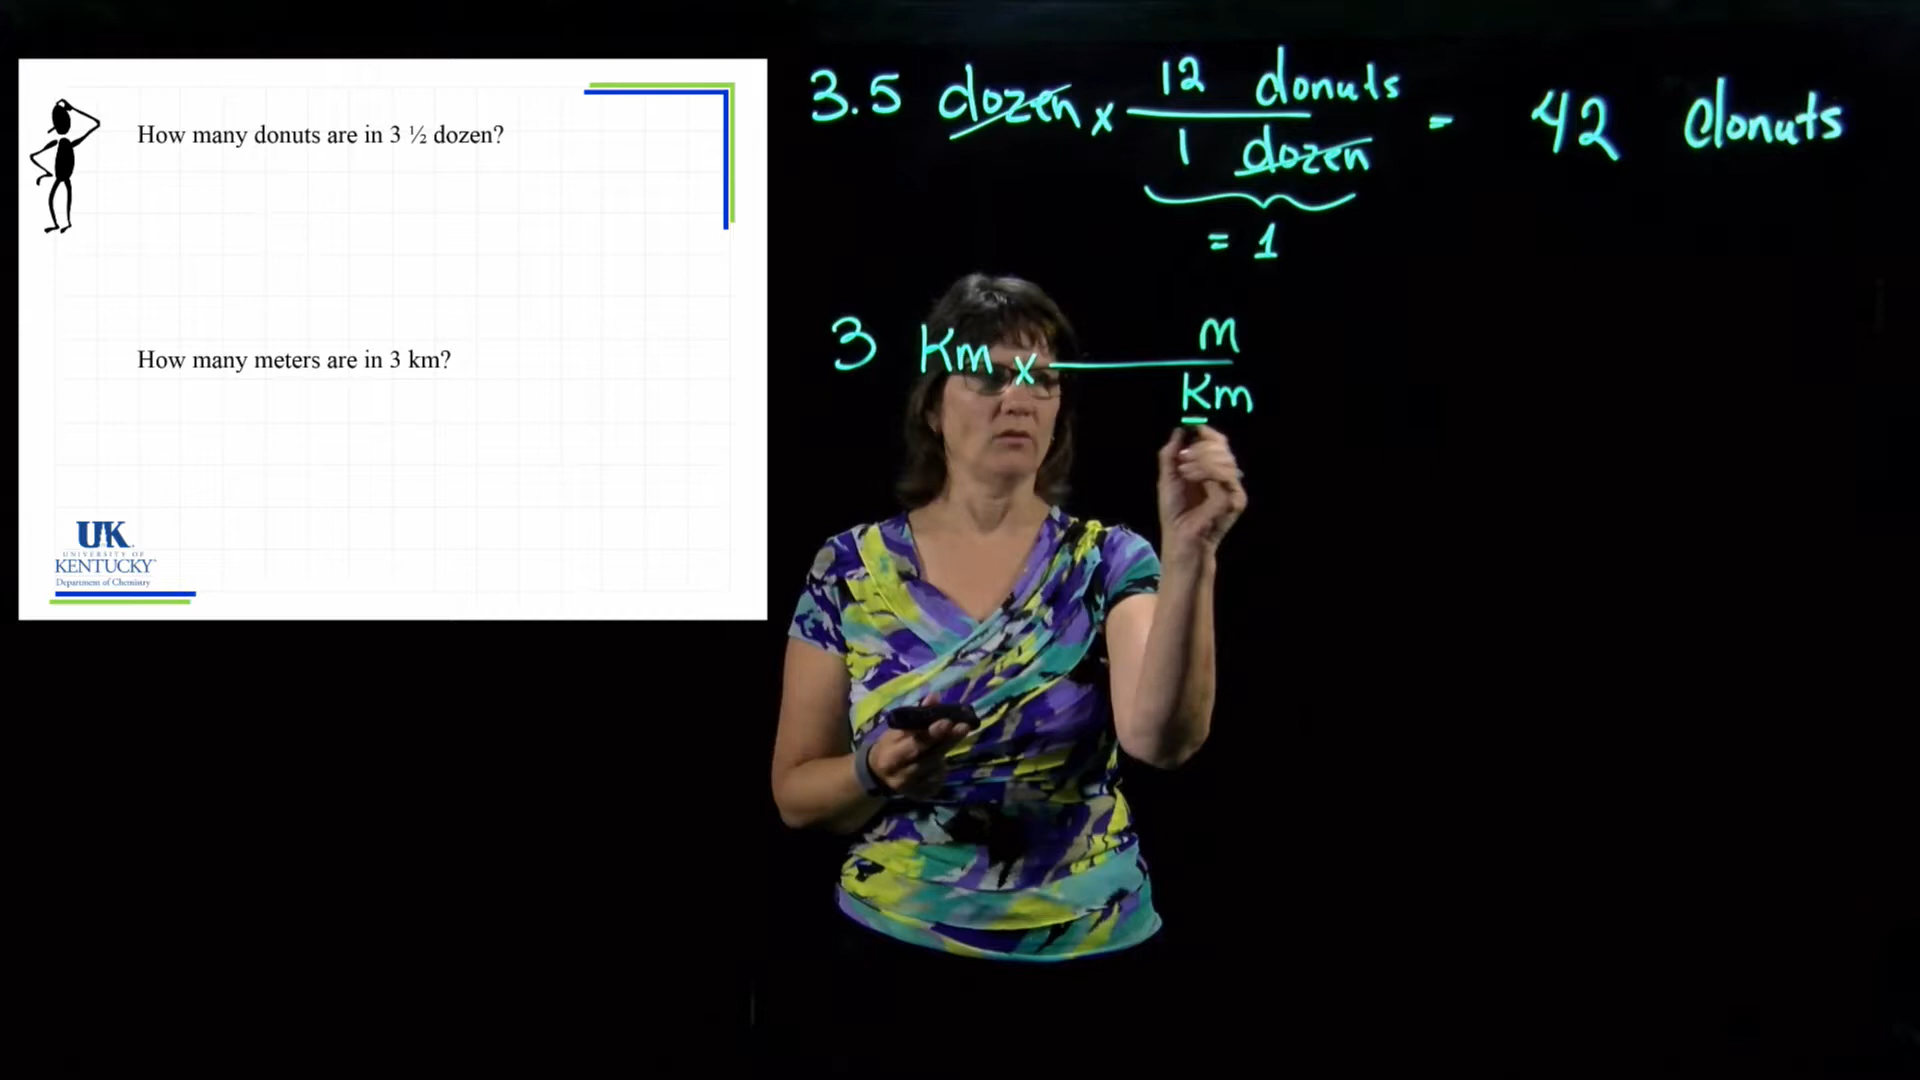 How many donuts are in 3 ½ dozen?
How many meters are in 3 km?
UK
UNIVERSITY OF
KENTUCKY
Department of Chemistry
3.5 dozen x 12 donuts = 42 donuts
1 dozen
= 1
3 Km x m
Km